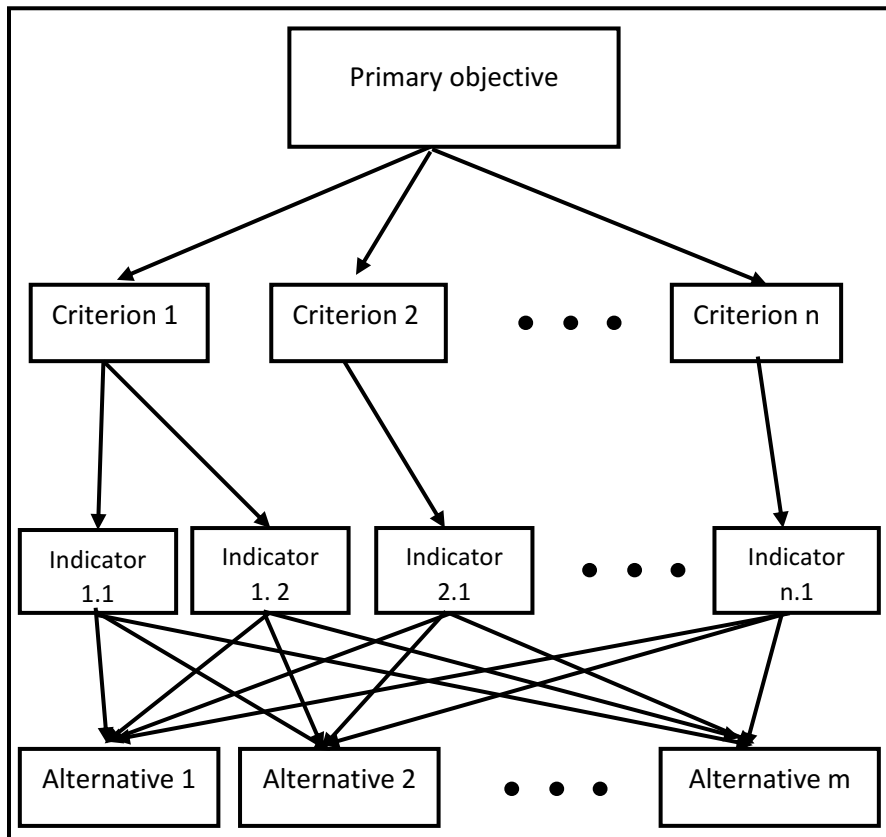 Primary objective
Criterion 1
Criterion 2
Criterion n
Indicator
1.1
Indicator
1. 2
Indicator
2.1
Indicator
n.1
Alternative 1
Alternative 2
Alternative m